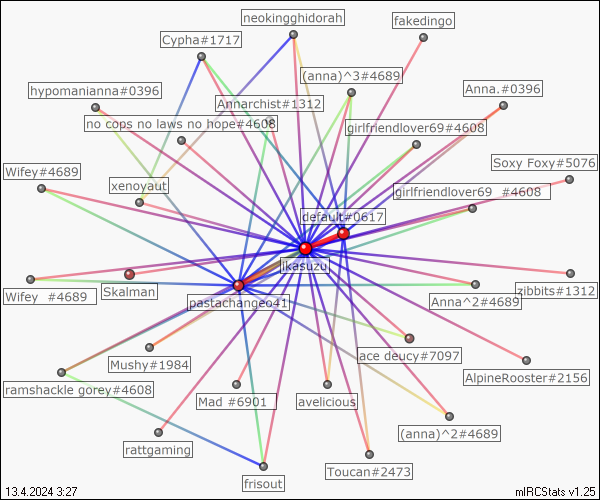 neokingghidorah
fakedingo
Cypha#1717
(anna)^3#4689
hypomanianna#0396
Anna.#0396
Annarchist#1312
no cops no laws no hope#4608
girlfriendlover69#4608
Soxy Foxy#5076
Wifey#4689
xenoyaut
girlfriendlover69 #4608
default#0617
jkasuzu
Skalman
zibbits#1312
Wifey #4689
pastachangeo41
Anna^2#4689
ace deucy#7097
Mushy#1984
AlpineRooster#2156
ramshackle gorey#4608
Mad #6901
avelicious
(anna)^2#4689
rattgaming
Toucan#2473
frisout
13.4.2024 3:27
mIRCStats v1.25